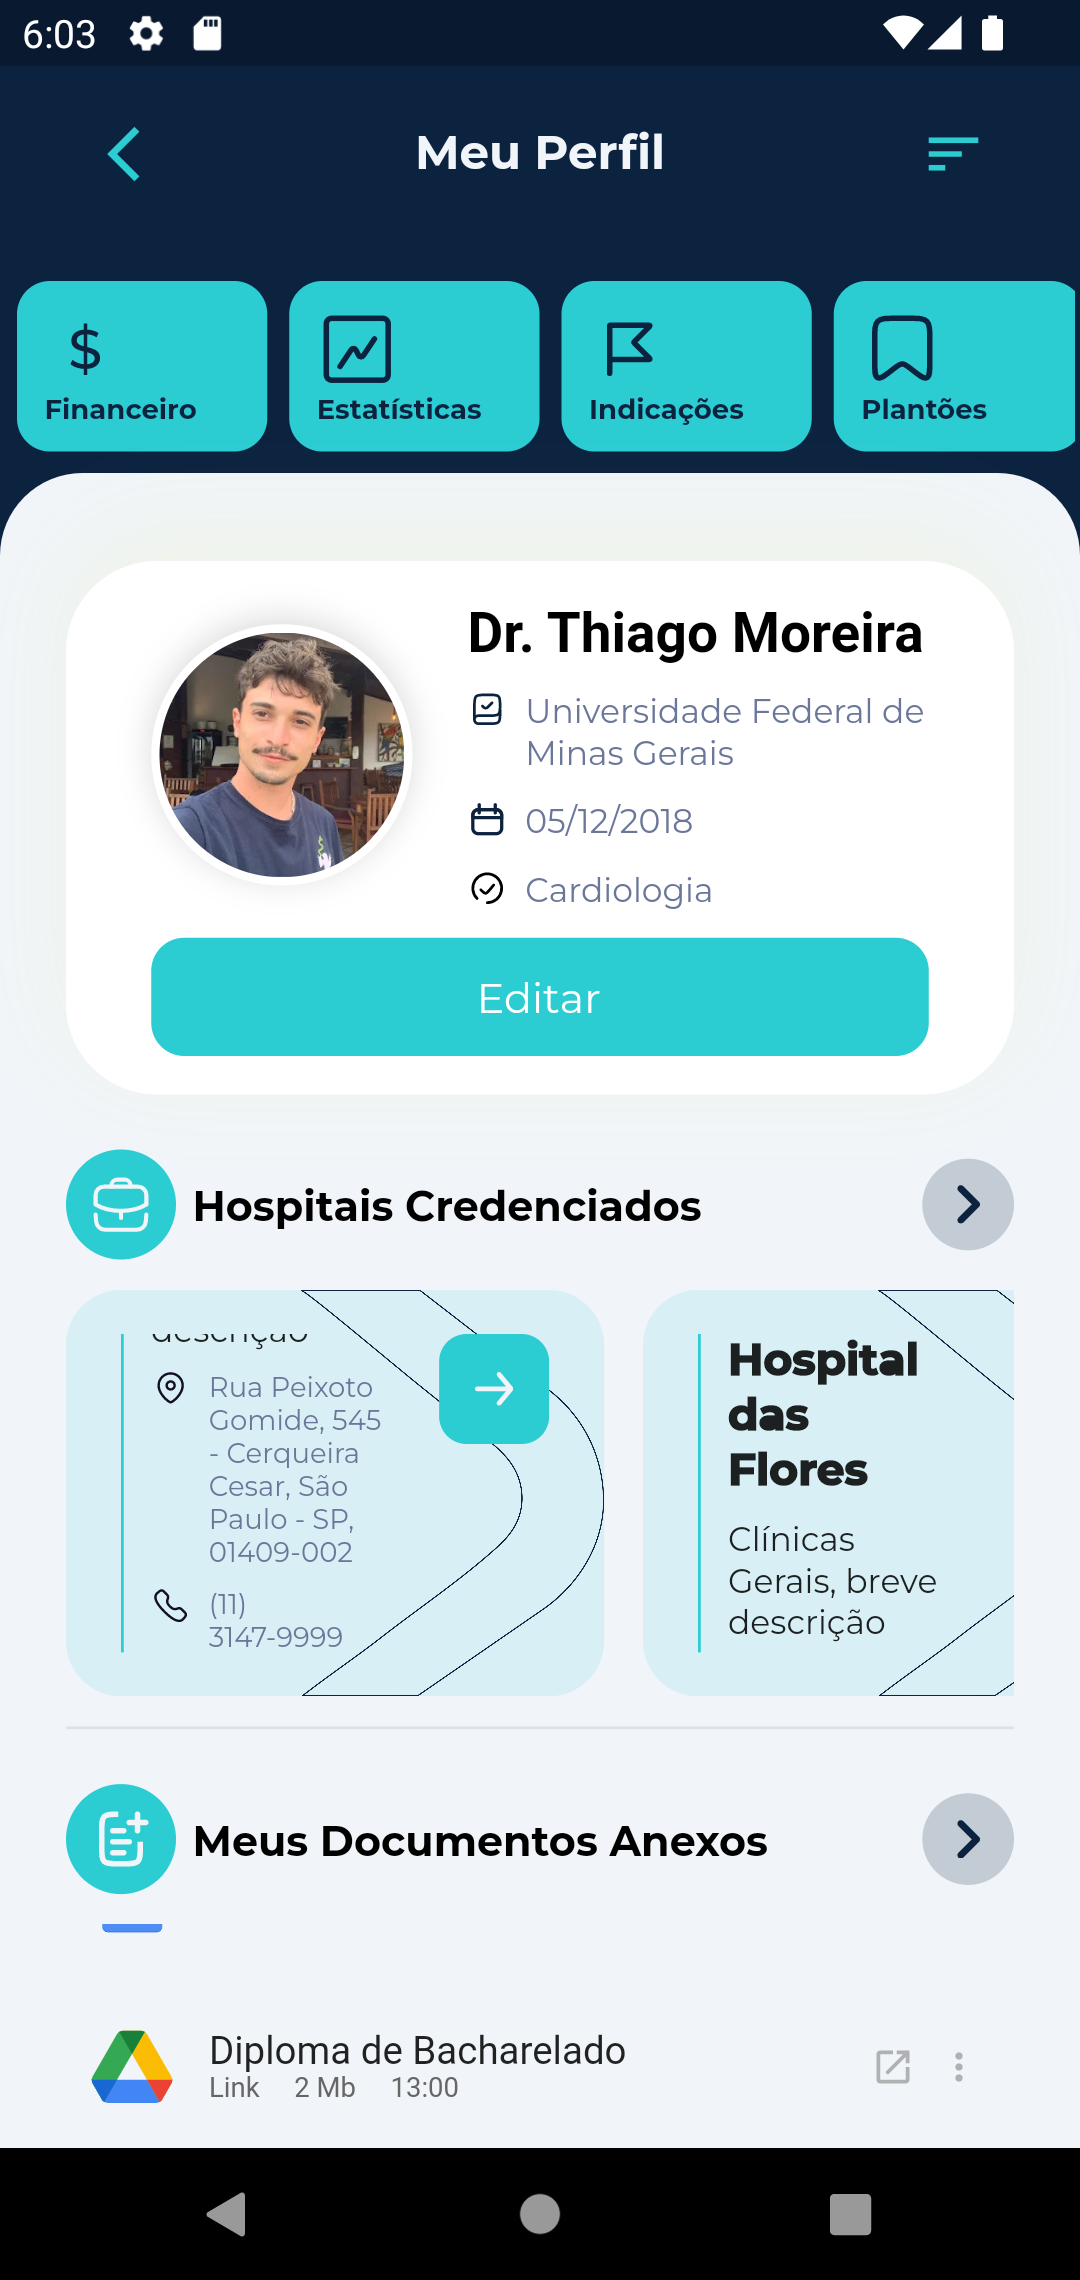 6:03
Meu Perfil
Financeiro
Estatísticas
Indicações
Plantões
Dr. Thiago Moreira
Universidade Federal de
Minas Gerais
05/12/2018
Cardiologia
Editar
Hospitais Credenciados
descrição
Rua Peixoto
Gomide, 545
- Cerqueira
Cesar, São
Paulo - SP,
01409-002
(11)
3147-9999
Hospital
das
Flores
Clínicas
Gerais, breve
descrição
Meus Documentos Anexos
Diploma de Bacharelado
Link 2 Mb 13:00